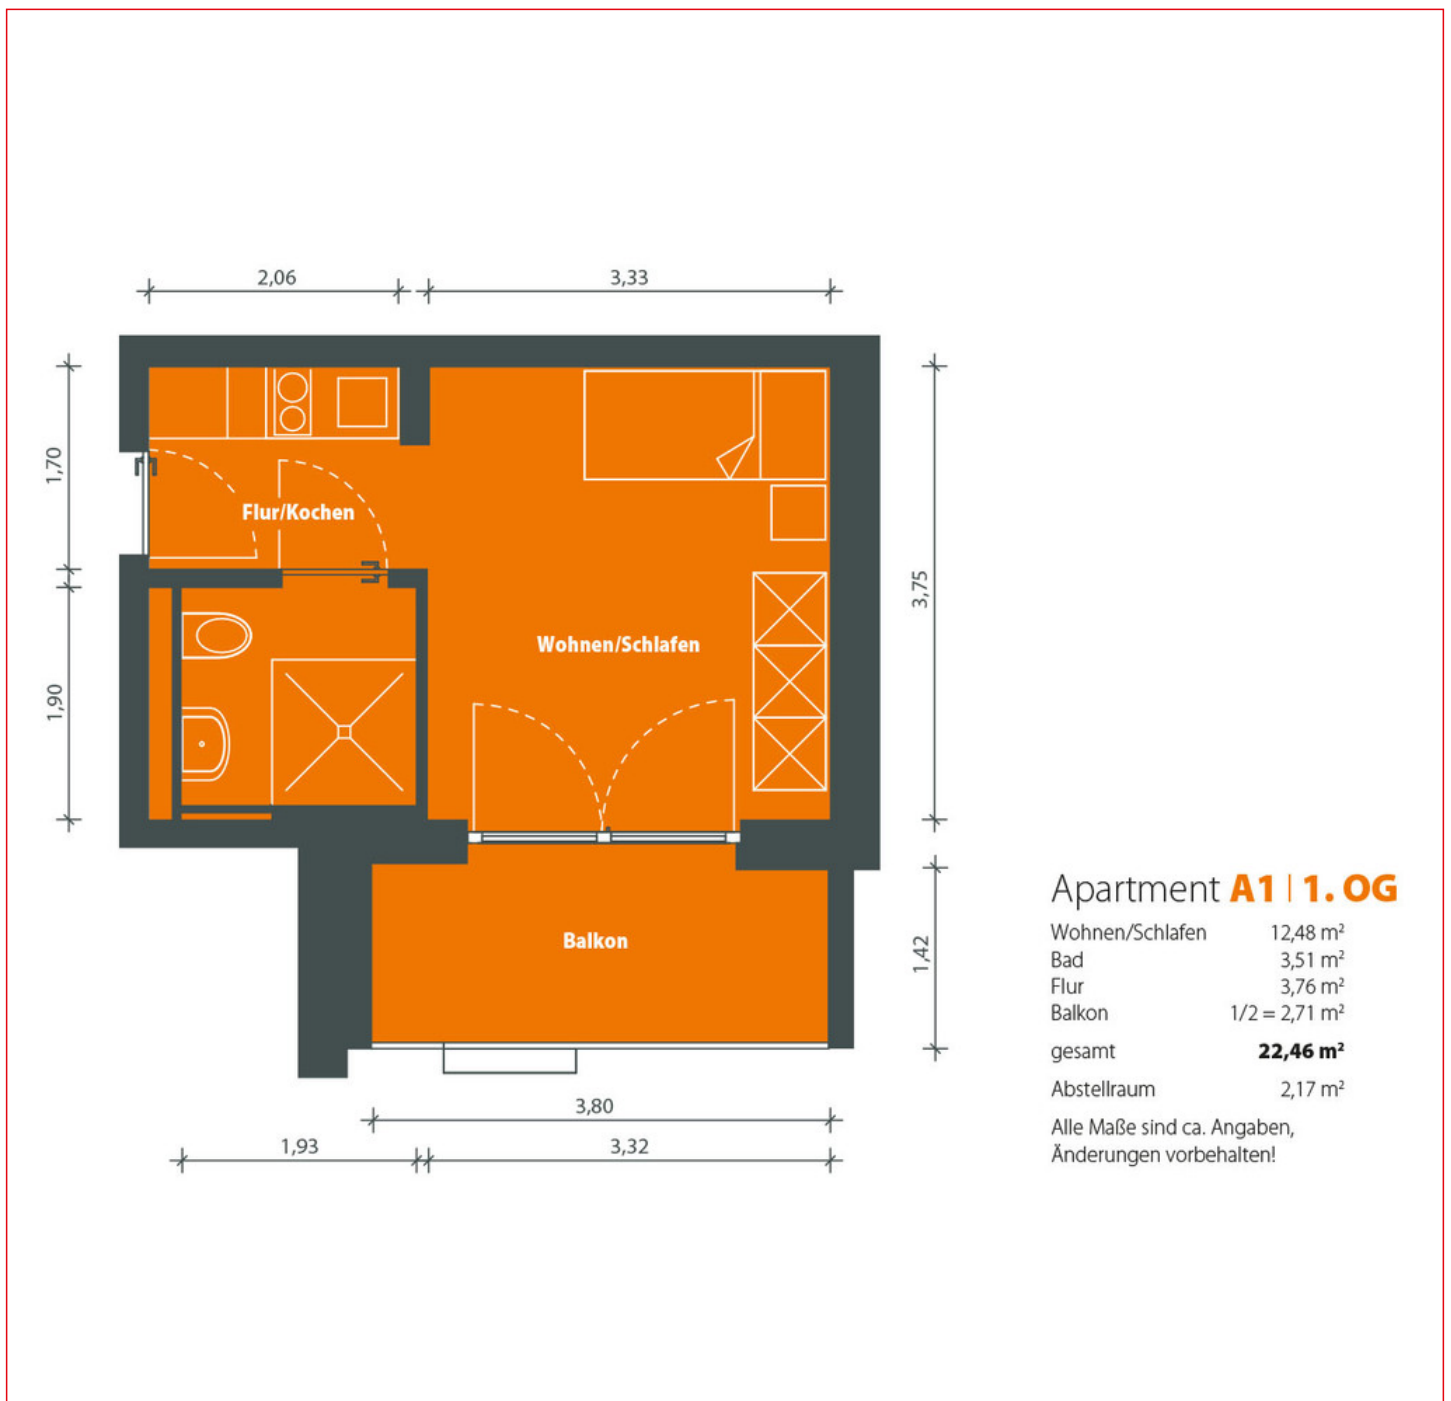 2,06
3,33
1,70
Flur/Kochen
3,75
Wohnen/Schlafen
1,90
Balkon
1,42
3,80
1,93
3,32
Apartment A1 | 1. OG
Wohnen/Schlafen 12,48 m²
Bad 3,51 m²
Flur 3,76 m²
Balkon 1/2 = 2,71 m²
gesamt 22,46 m²
Abstellraum 2,17 m²
Alle Maße sind ca. Angaben,
Änderungen vorbehalten!